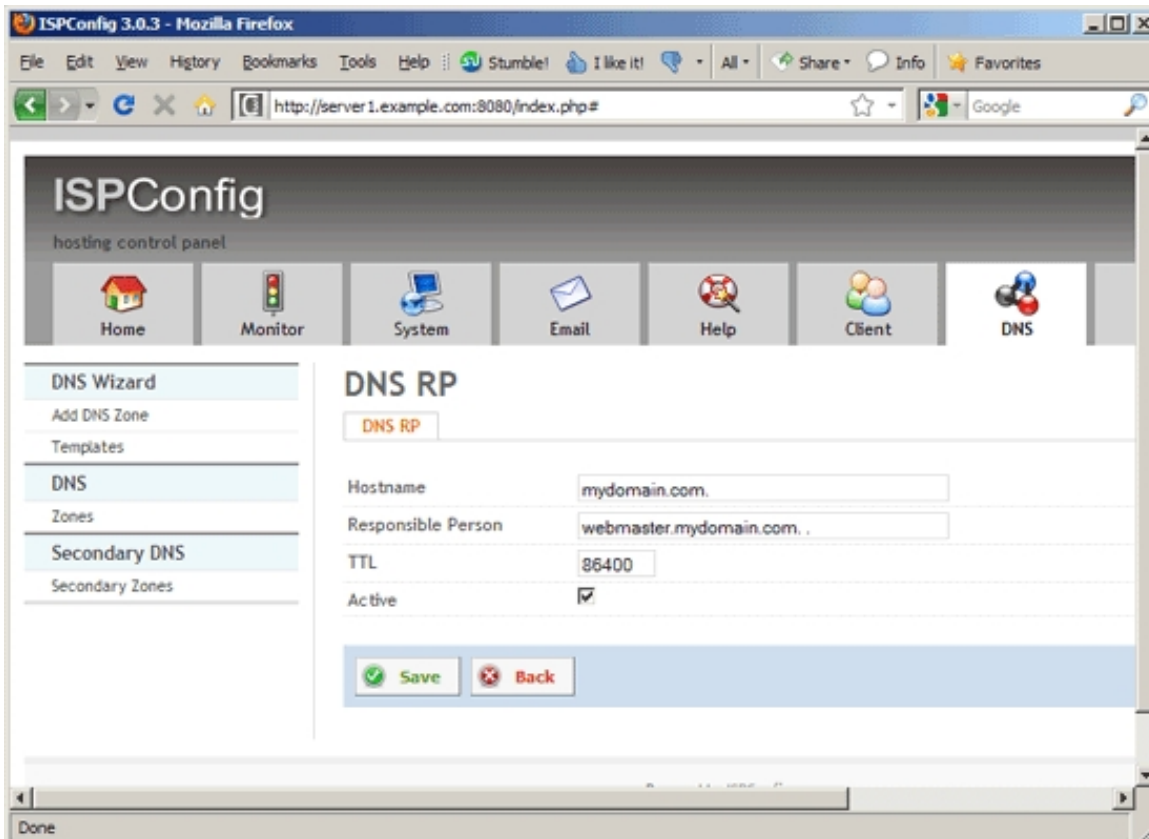 ISPConfig 3.0.3 - Mozilla Firefox
File Edit View History Bookmarks Tools Help Stumble! I like it! All Share Info Favorites
http://server1.example.com:8080/index.php# Google
ISPConfig
hosting control panel
Home Monitor System Email Help Client DNS
DNS Wizard
Add DNS Zone
Templates
DNS
Zones
Secondary DNS
Secondary Zones
DNS RP
DNS RP
Hostname mydomain.com.
Responsible Person webmaster.mydomain.com. .
TTL 86400
Active
Save Back
Done